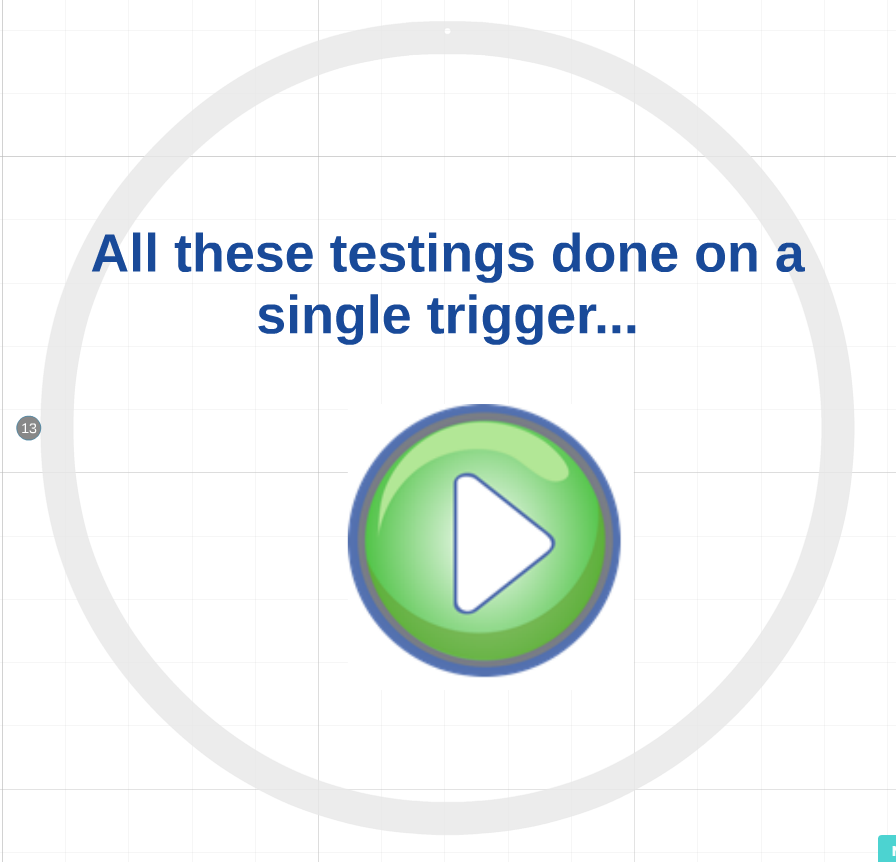 All these testings done on a
single trigger...
13